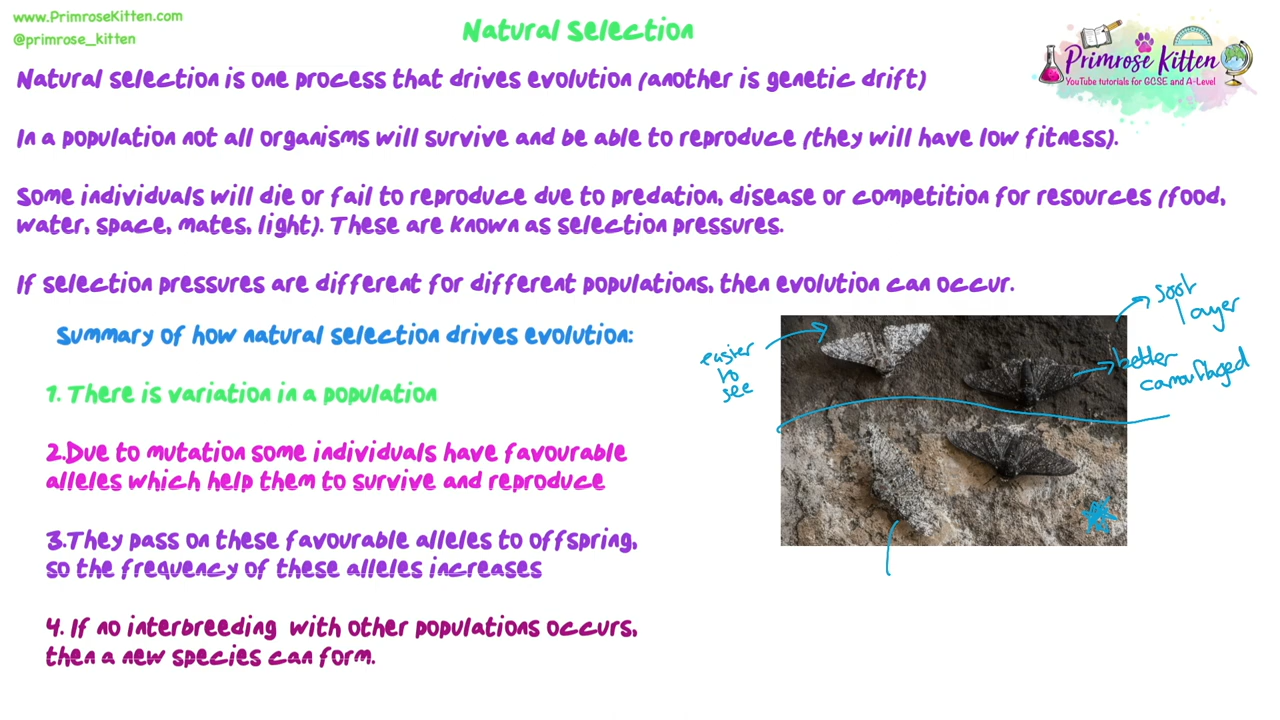 www.PrimroseKitten.com
@primrose_kitten
Natural Selection
Primrose Kitten
YouTube tutorials for GCSE and A-Level
Natural selection is one process that drives evolution (another is genetic drift)
In a population not all organisms will survive and be able to reproduce (they will have low fitness).
Some individuals will die or fail to reproduce due to predation, disease or competition for resources (food,
water, space, mates, light). These are known as selection pressures.
If selection pressures are different for different populations, then evolution can occur.
Summary of how natural selection drives evolution:
1. There is variation in a population
2.Due to mutation some individuals have favourable
alleles which help them to survive and reproduce
3.They pass on these favourable alleles to offspring,
so the frequency of these alleles increases
4. If no interbreeding with other populations occurs,
then a new species can form.
soot
layer
easier
to
see
better
camouflaged